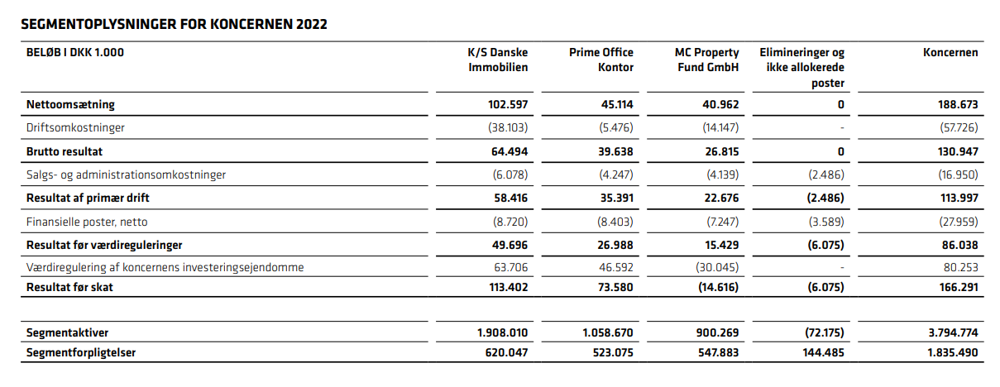 SEGMENTOPLYSNINGER FOR KONCERNEN 2022
BELØB I DKK 1.000 K/S Danske Immobilien Prime Office Kontor MC Property Fund GmbH Elimineringer og ikke allokerede poster Koncernen
Nettoomsætning 102.597 45.114 40.962 0 188.673
Driftsomkostninger (38.103) (5.476) (14.147) - (57.726)
Brutto resultat 64.494 39.638 26.815 0 130.947
Salgs- og administrationsomkostninger (6.078) (4.247) (4.139) (2.486) (16.950)
Resultat af primær drift 58.416 35.391 22.676 (2.486) 113.997
Finansielle poster, netto (8.720) (8.403) (7.247) (3.589) (27.959)
Resultat før værdireguleringer 49.696 26.988 15.429 (6.075) 86.038
Værdiregulering af koncernens investeringsejendomme 63.706 46.592 (30.045) - 80.253
Resultat før skat 113.402 73.580 (14.616) (6.075) 166.291
Segmentaktiver 1.908.010 1.058.670 900.269 (72.175) 3.794.774
Segmentforpligtelser 620.047 523.075 547.883 144.485 1.835.490